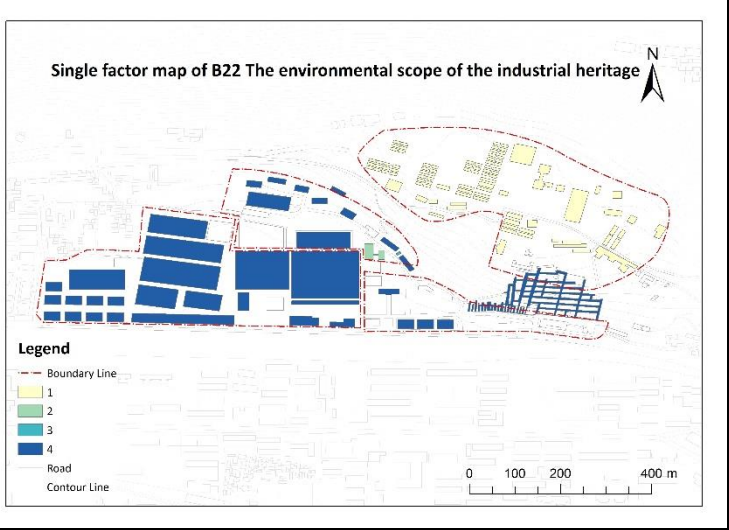 Single factor map of B22 The environmental scope of the industrial heritage
N
Legend
Boundary Line
1
2
3
4
Road
Contour Line
0 100 200 400 m